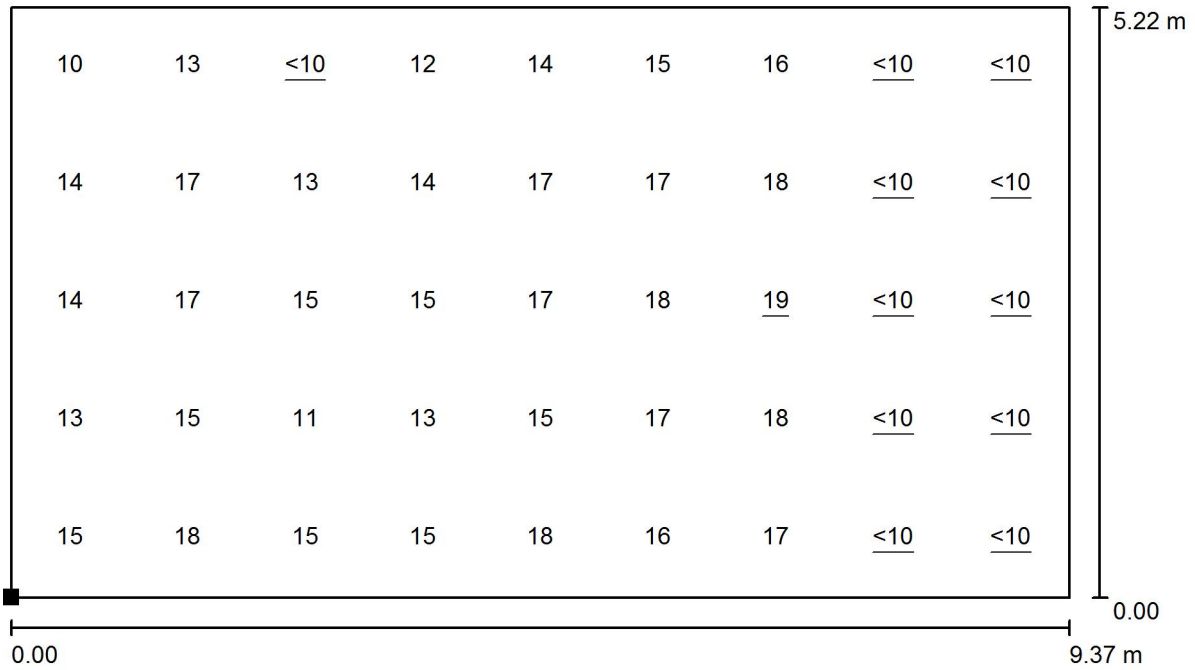 5.22 m
10 13 <10 12 14 15 16 <10 <10
14 17 13 14 17 17 18 <10 <10
14 17 15 15 17 18 19 <10 <10
13 15 11 13 15 17 18 <10 <10
15 18 15 15 18 16 17 <10 <10
0.00
0.00 9.37 m